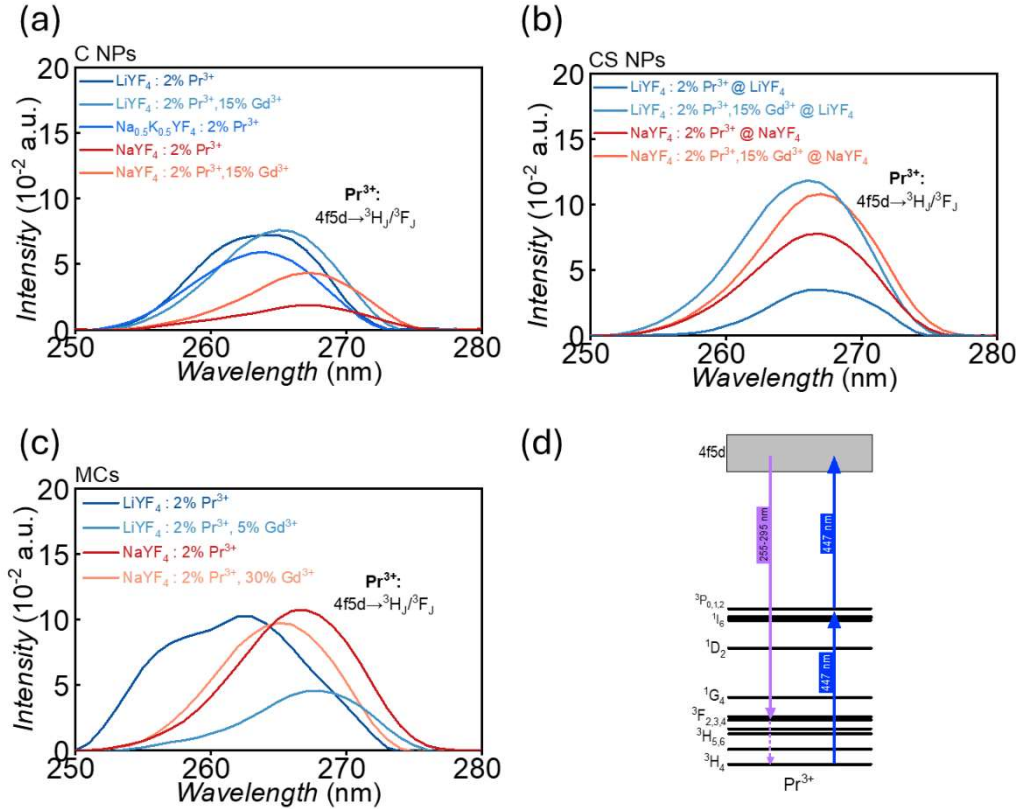 (a)
C NPs
LiYF₄ : 2% Pr³⁺
LiYF₄ : 2% Pr³⁺,15% Gd³⁺
Na₀.₅K₀.₅YF₄ : 2% Pr³⁺
NaYF₄ : 2% Pr³⁺
NaYF₄ : 2% Pr³⁺,15% Gd³⁺
Pr³⁺:
4f5d→³H_J/³F_J
Intensity (10⁻² a.u.)
20
15
10
5
0
250
260
270
280
Wavelength (nm)
(b)
CS NPs
LiYF₄ : 2% Pr³⁺ @ LiYF₄
LiYF₄ : 2% Pr³⁺,15% Gd³⁺ @ LiYF₄
NaYF₄ : 2% Pr³⁺ @ NaYF₄
NaYF₄ : 2% Pr³⁺,15% Gd³⁺ @ NaYF₄
Pr³⁺:
4f5d→³H_J/³F_J
Intensity (10⁻² a.u.)
20
15
10
5
0
250
260
270
280
Wavelength (nm)
(c)
MCs
LiYF₄ : 2% Pr³⁺
LiYF₄ : 2% Pr³⁺, 5% Gd³⁺
NaYF₄ : 2% Pr³⁺
NaYF₄ : 2% Pr³⁺, 30% Gd³⁺
Pr³⁺:
4f5d→³H_J/³F_J
Intensity (10⁻² a.u.)
20
15
10
5
0
250
260
270
280
Wavelength (nm)
(d)
4f5d
255-295 nm
447 nm
447 nm
³P₀,₁,₂
¹I₆
¹D₂
¹G₄
³F₂,₃,₄
³H₅,₆
³H₄
Pr³⁺